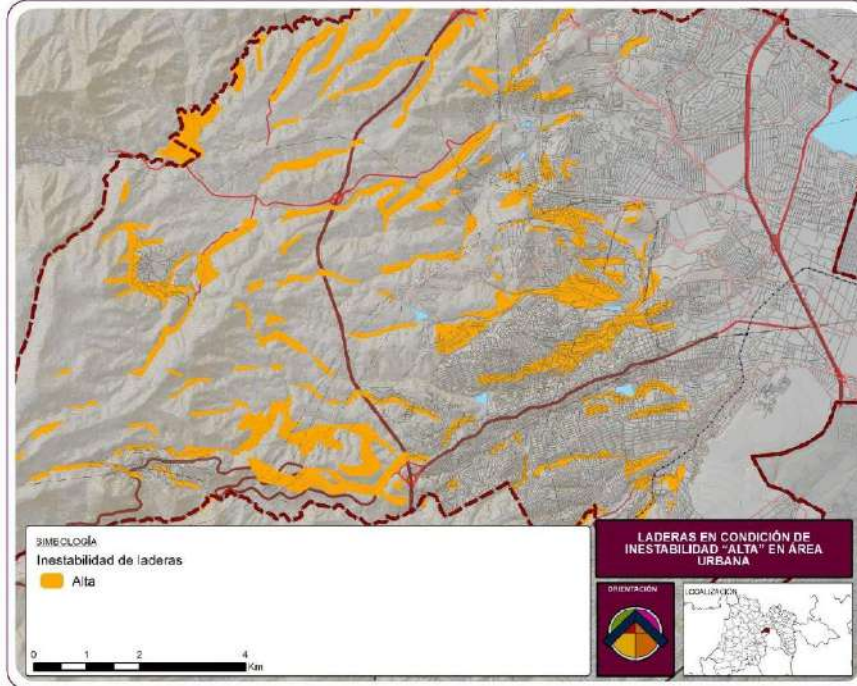 SIMBOLOGÍA
Inestabilidad de laderas
Alta
0 1 2 4
Km
LADERAS EN CONDICIÓN DE
INESTABILIDAD “ALTA” EN ÁREA
URBANA
ORIENTACIÓN
LOCALIZACIÓN